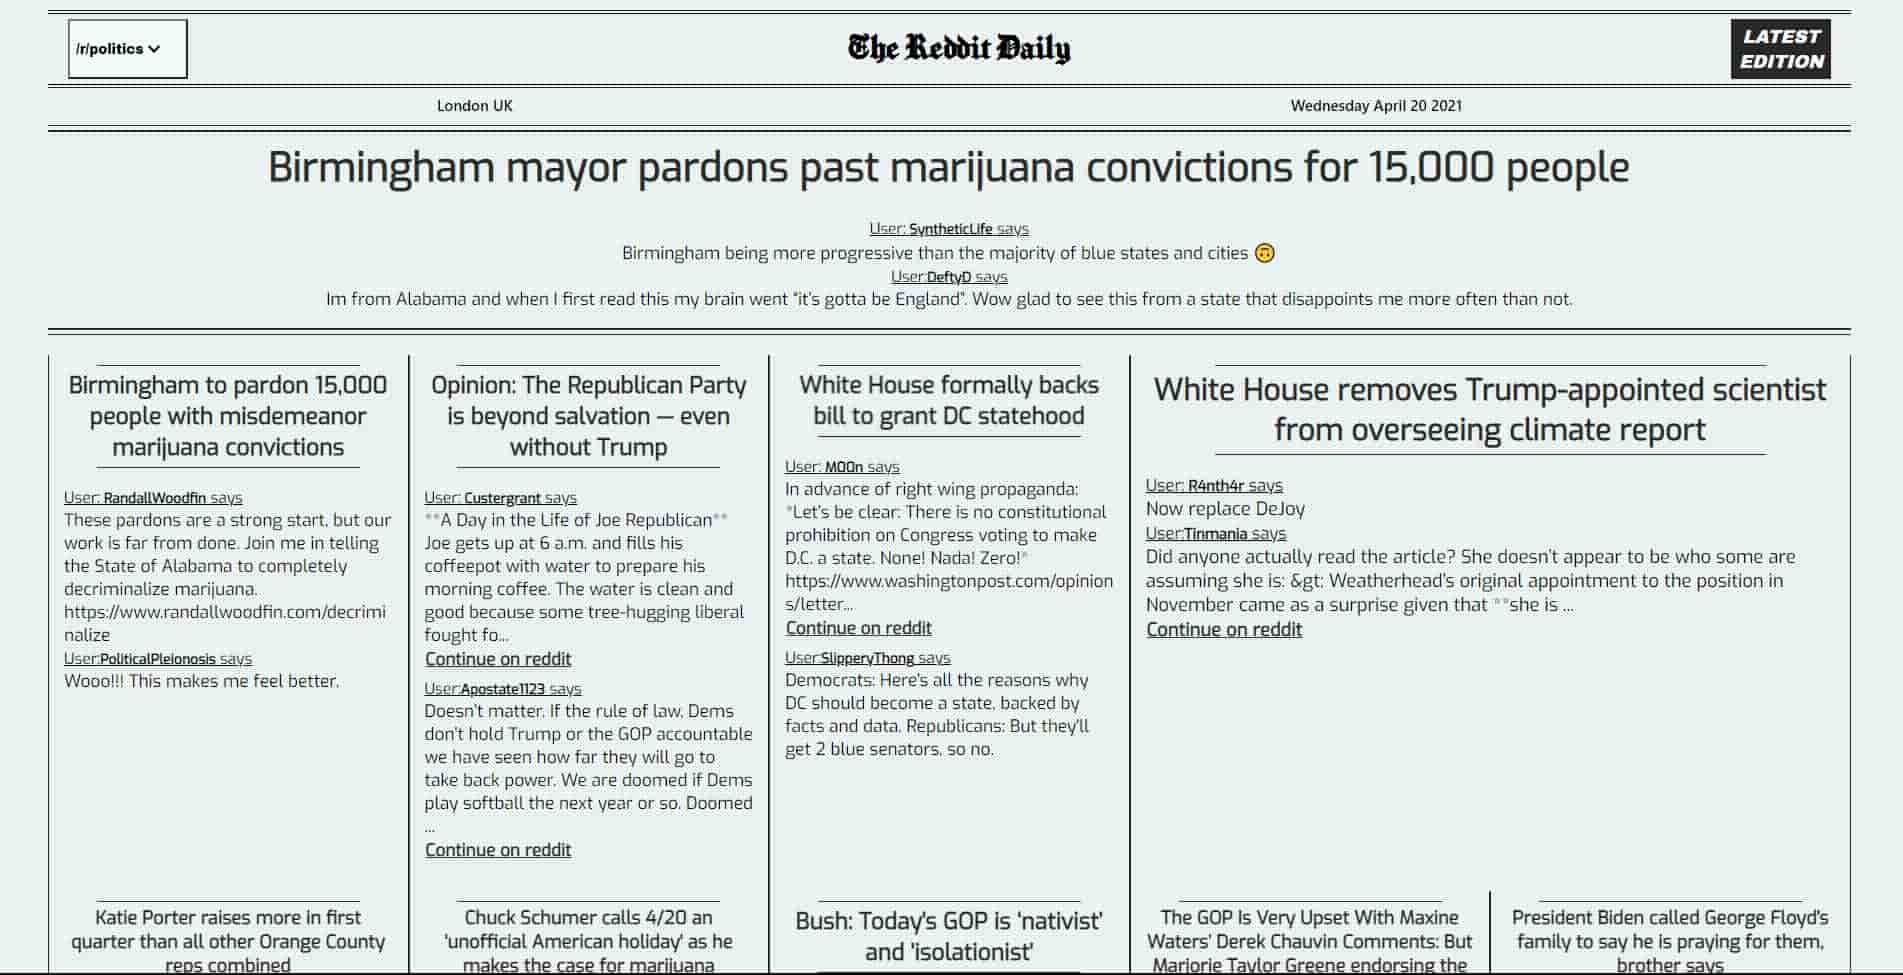 /r/politics
The Reddit Daily
LATEST
EDITION
London UK
Wednesday April 20 2021
Birmingham mayor pardons past marijuana convictions for 15,000 people
User: SyntheticLife says
Birmingham being more progressive than the majority of blue states and cities 🙃
User:DeftyD says
Im from Alabama and when I first read this my brain went "it's gotta be England". Wow glad to see this from a state that disappoints me more often than not.
Birmingham to pardon 15,000
people with misdemeanor
marijuana convictions
User: RandallWoodfin says
These pardons are a strong start, but our
work is far from done. Join me in telling
the State of Alabama to completely
decriminalize marijuana.
https://www.randallwoodfin.com/decrimi
nalize
User:PoliticalPleionosis says
Wooo!!! This makes me feel better.
Opinion: The Republican Party
is beyond salvation — even
without Trump
User: Custergrant says
**A Day in the Life of Joe Republican**
Joe gets up at 6 a.m. and fills his
coffeepot with water to prepare his
morning coffee. The water is clean and
good because some tree-hugging liberal
fought fo...
Continue on reddit
User:Apostate1123 says
Doesn't matter. If the rule of law, Dems
don't hold Trump or the GOP accountable
we have seen how far they will go to
take back power. We are doomed if Dems
play softball the next year or so. Doomed
...
Continue on reddit
White House formally backs
bill to grant DC statehood
User: M00n says
In advance of right wing propaganda:
*Let's be clear: There is no constitutional
prohibition on Congress voting to make
D.C. a state. None! Nada! Zero!*
https://www.washingtonpost.com/opinion
s/letter...
Continue on reddit
User:SlipperyThong says
Democrats: Here's all the reasons why
DC should become a state, backed by
facts and data. Republicans: But they'll
get 2 blue senators, so no.
White House removes Trump-appointed scientist
from overseeing climate report
User: R4nth4r says
Now replace DeJoy
User:Tinmania says
Did anyone actually read the article? She doesn't appear to be who some are
assuming she is: &gt; Weatherhead's original appointment to the position in
November came as a surprise given that **she is ...
Continue on reddit
Katie Porter raises more in first
quarter than all other Orange County
reps combined
Chuck Schumer calls 4/20 an
'unofficial American holiday' as he
makes the case for marijuana
Bush: Today's GOP is 'nativist'
and 'isolationist'
The GOP Is Very Upset With Maxine
Waters' Derek Chauvin Comments: But
Marjorie Taylor Greene endorsing the
President Biden called George Floyd's
family to say he is praying for them,
brother says